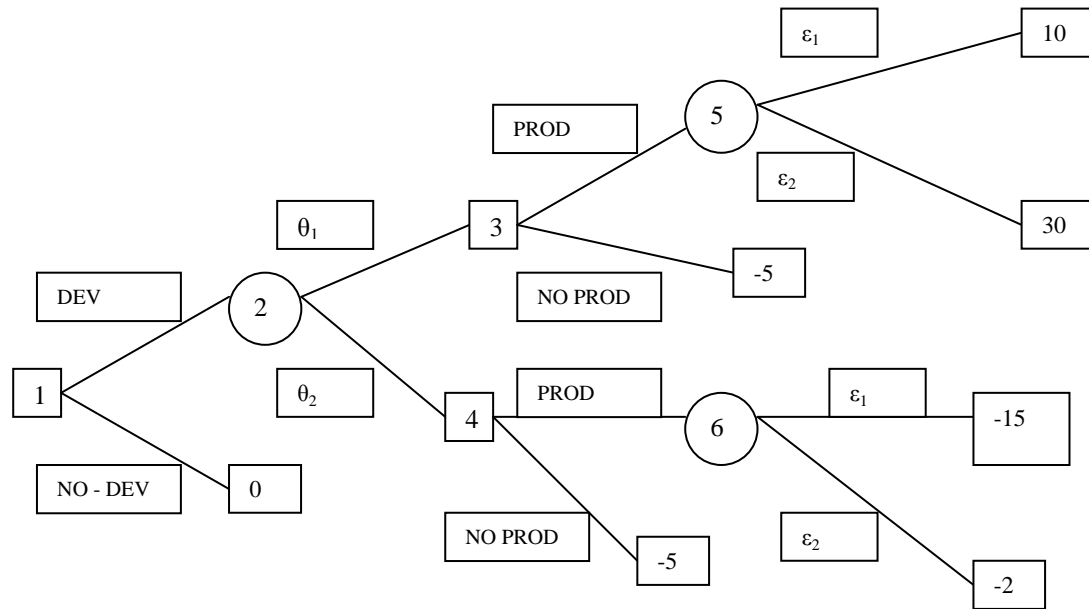 ε₁
10
5
PROD
ε₂
θ₁
3
30
DEV
2
NO PROD
-5
1
θ₂
4
PROD
6
ε₁
-15
NO - DEV
0
NO PROD
-5
ε₂
-2